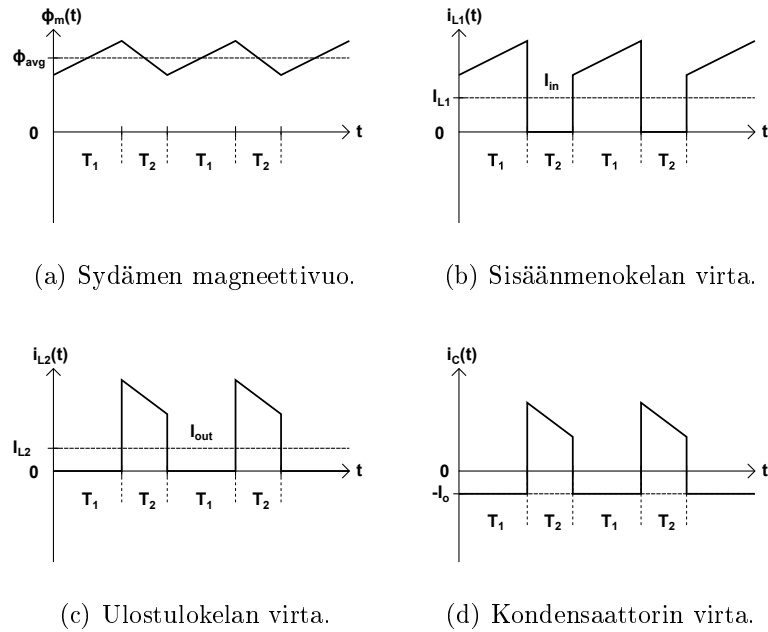 ϕm(t)
ϕavg
0
t
T1 T2 T1 T2
(a) Sydämen magneettivuo.
iL1(t)
Iin
IL1
0
t
T1 T2 T1 T2
(b) Sisäänmenokelan virta.
iL2(t)
Iout
IL2
0
t
T1 T2 T1 T2
(c) Ulostulokelan virta.
iC(t)
0
t
-Io
T1 T2 T1 T2
(d) Kondensaattorin virta.